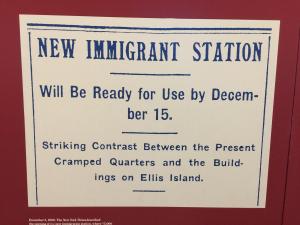 NEW IMMIGRANT STATION
Will Be Ready for Use by Decem-
ber 15.
Striking Contrast Between the Present
Cramped Quarters and the Build-
ings on Ellis Island.